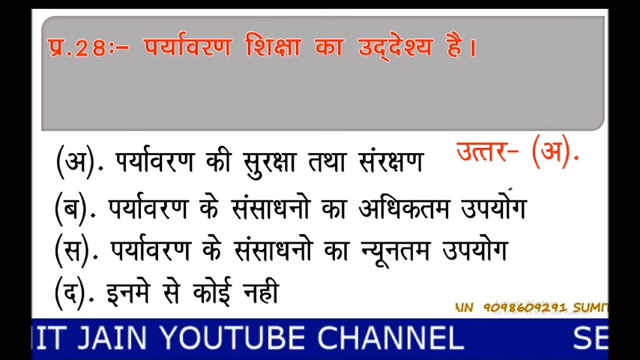 प्र.28ः- पर्यावरण शिक्षा का उद्देश्य है।
(अ). पर्यावरण की सुरक्षा तथा संरक्षण
उत्तर- (अ).
(ब). पर्यावरण के संसाधनो का अधिकतम उपयोग
(स). पर्यावरण के संसाधनो का न्यूनतम उपयोग
(द). इनमे से कोई नही
AIN 9098609291 SUMIT
IT JAIN YOUTUBE CHANNEL SE